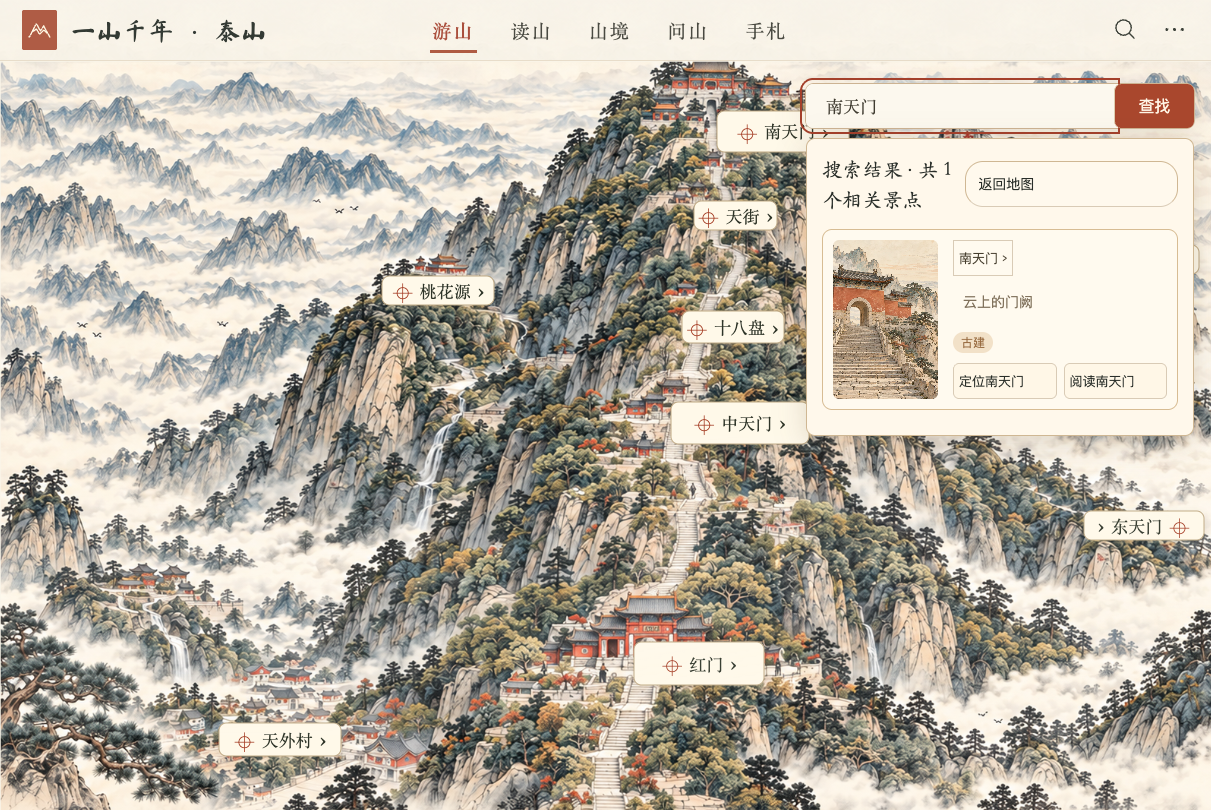 一山千年 · 泰山
游山
读山
山境
问山
手札
南天门
查找
南天门 ›
搜索结果 · 共 1
个相关景点
返回地图
南天门 ›
云上的门阙
古建
定位南天门
阅读南天门
天街 ›
桃花源 ›
十八盘 ›
中天门 ›
› 东天门
红门 ›
天外村 ›